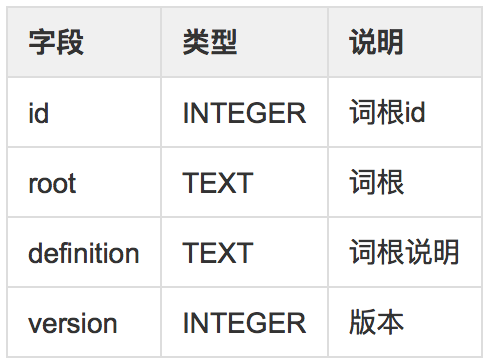 字段 类型 说明
id INTEGER 词根id
root TEXT 词根
definition TEXT 词根说明
version INTEGER 版本